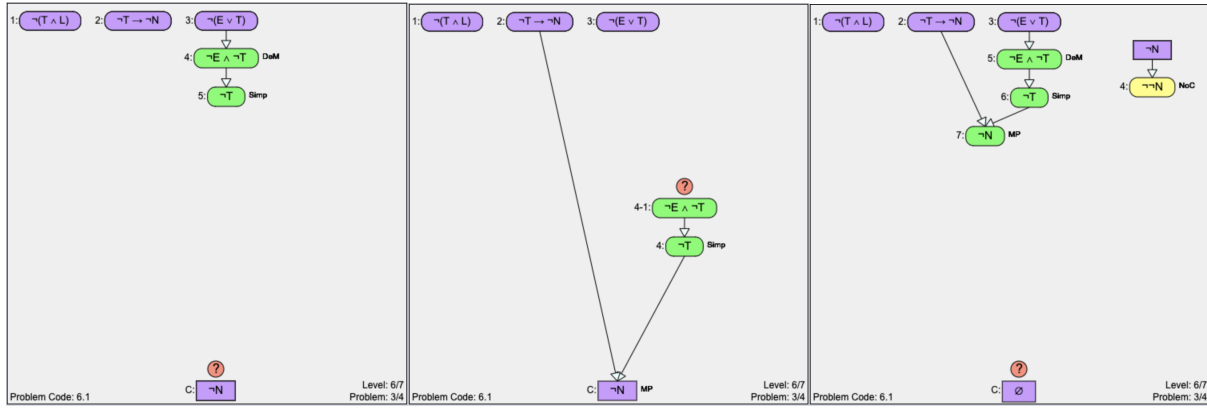 1: ¬(T ∧ L) 2: ¬T → ¬N 3: ¬(E ∨ T)
4: ¬E ∧ ¬T DeM
5: ¬T Simp
?
C: ¬N
Problem Code: 6.1
Level: 6/7
Problem: 3/4
1: ¬(T ∧ L) 2: ¬T → ¬N 3: ¬(E ∨ T)
?
4-1: ¬E ∧ ¬T
4: ¬T Simp
C: ¬N MP
Problem Code: 6.1
Level: 6/7
Problem: 3/4
1: ¬(T ∧ L) 2: ¬T → ¬N 3: ¬(E ∨ T)
¬N
5: ¬E ∧ ¬T DeM
4: ¬¬N NoC
6: ¬T Simp
7: ¬N MP
?
C: ∅
Problem Code: 6.1
Level: 6/7
Problem: 3/4